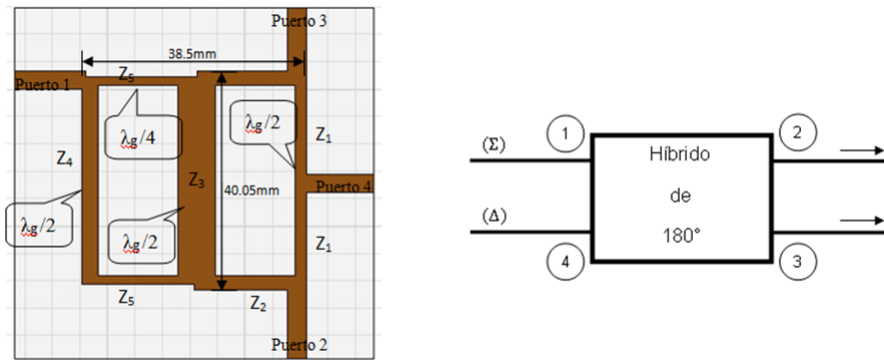 Puerto 3
38.5mm
Z5
Puerto 1
λg/4
λg/2
Z1
Z4
Z3
40.05mm
Puerto 4
λg/2
λg/2
Z1
Z5
Z2
Puerto 2
(Σ)
1
Híbrido
2
de
(Δ)
180°
4
3